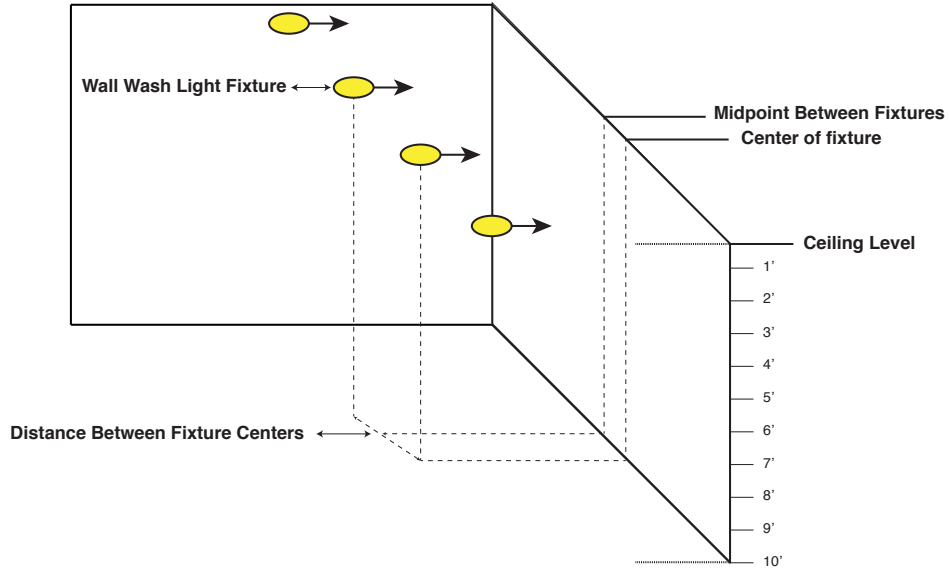 Wall Wash Light Fixture
Midpoint Between Fixtures
Center of fixture
Ceiling Level
1’
2’
3’
4’
5’
6’
Distance Between Fixture Centers
7’
8’
9’
10’